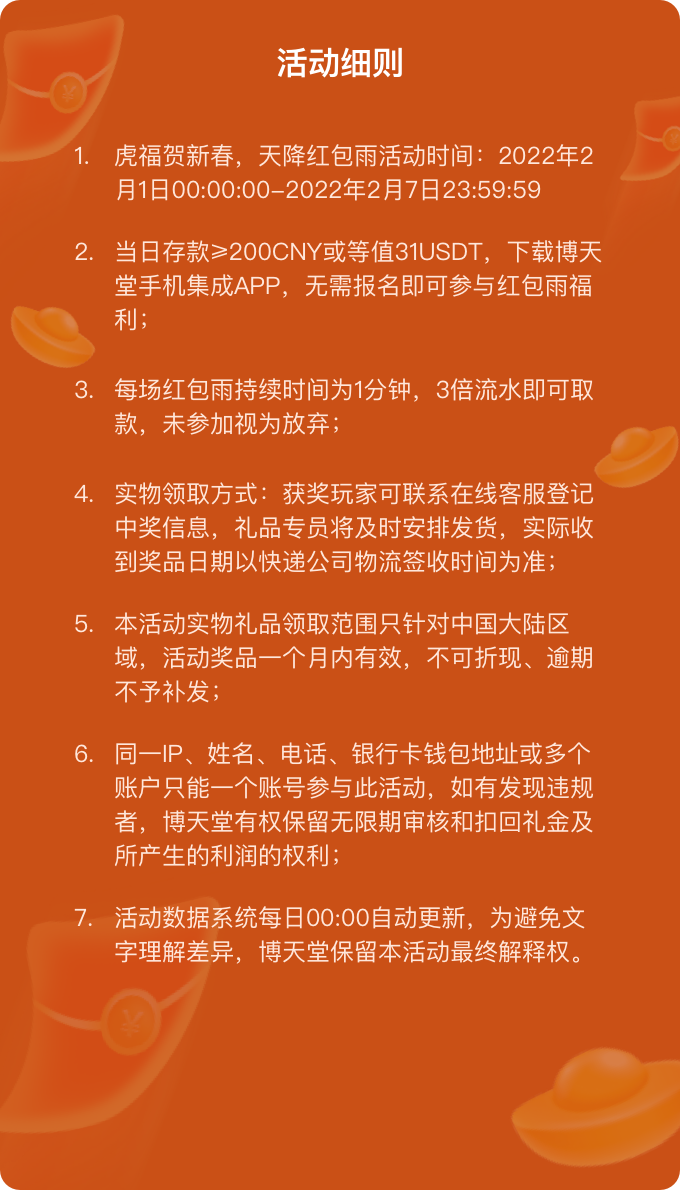 活动细则
1. 虎福贺新春，天降红包雨活动时间：2022年2
月1日00:00:00-2022年2月7日23:59:59
2. 当日存款≥200CNY或等值31USDT，下载博天
堂手机集成APP，无需报名即可参与红包雨福
利；
3. 每场红包雨持续时间为1分钟，3倍流水即可取
款，未参加视为放弃；
4. 实物领取方式：获奖玩家可联系在线客服登记
中奖信息，礼品专员将及时安排发货，实际收
到奖品日期以快递公司物流签收时间为准；
5. 本活动实物礼品领取范围只针对中国大陆区
域，活动奖品一个月内有效，不可折现、逾期
不予补发；
6. 同一IP、姓名、电话、银行卡钱包地址或多个
账户只能一个账号参与此活动，如有发现违规
者，博天堂有权保留无限期审核和扣回礼金及
所产生的利润的权利；
7. 活动数据系统每日00:00自动更新，为避免文
字理解差异，博天堂保留本活动最终解释权。